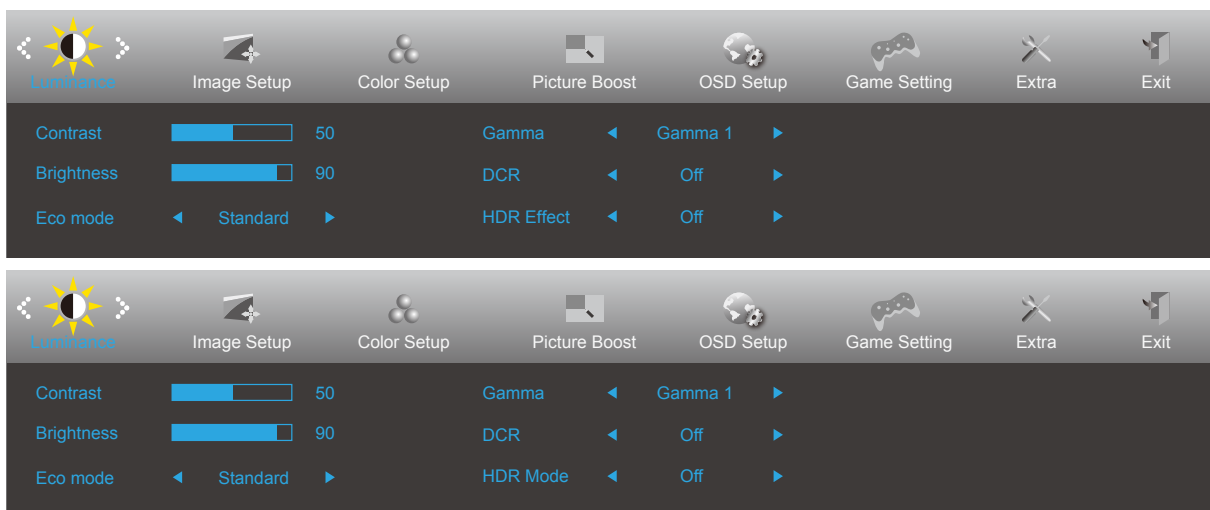 Luminance Image Setup Color Setup Picture Boost OSD Setup Game Setting Extra Exit
Contrast 50 Gamma Gamma 1
Brightness 90 DCR Off
Eco mode Standard HDR Effect Off
Luminance Image Setup Color Setup Picture Boost OSD Setup Game Setting Extra Exit
Contrast 50 Gamma Gamma 1
Brightness 90 DCR Off
Eco mode Standard HDR Mode Off